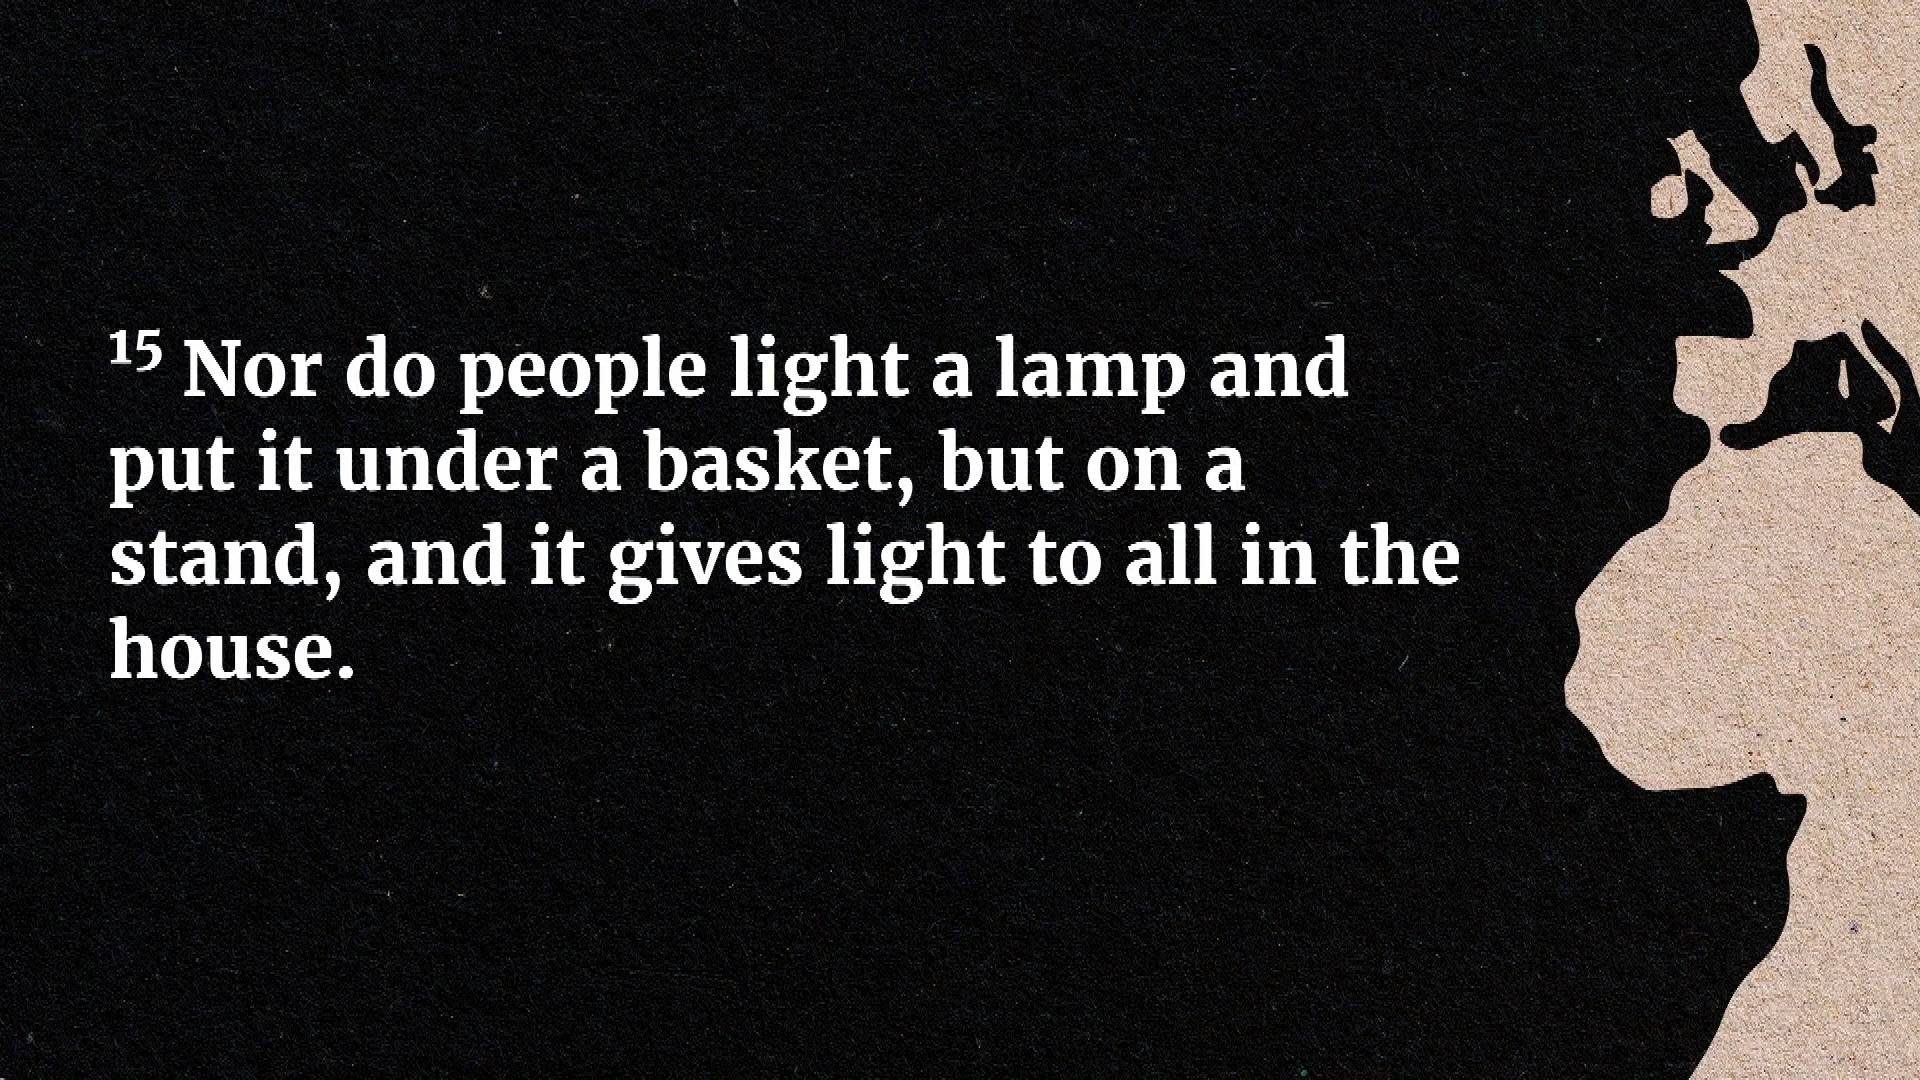 15 Nor do people light a lamp and
put it under a basket, but on a
stand, and it gives light to all in the
house.